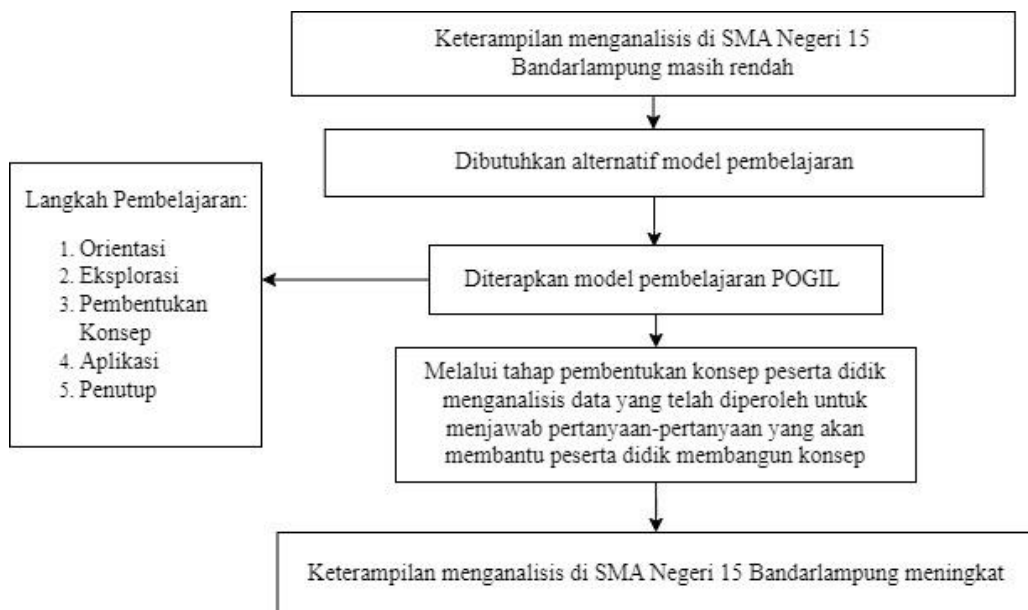 Keterampilan menganalisis di SMA Negeri 15
Bandarlampung masih rendah
Dibutuhkan alternatif model pembelajaran
Langkah Pembelajaran:
1. Orientasi
2. Eksplorasi
3. Pembentukan
Konsep
4. Aplikasi
5. Penutup
Diterapkan model pembelajaran POGIL
Melalui tahap pembentukan konsep peserta didik
menganalisis data yang telah diperoleh untuk
menjawab pertanyaan-pertanyaan yang akan
membantu peserta didik membangun konsep
Keterampilan menganalisis di SMA Negeri 15 Bandarlampung meningkat